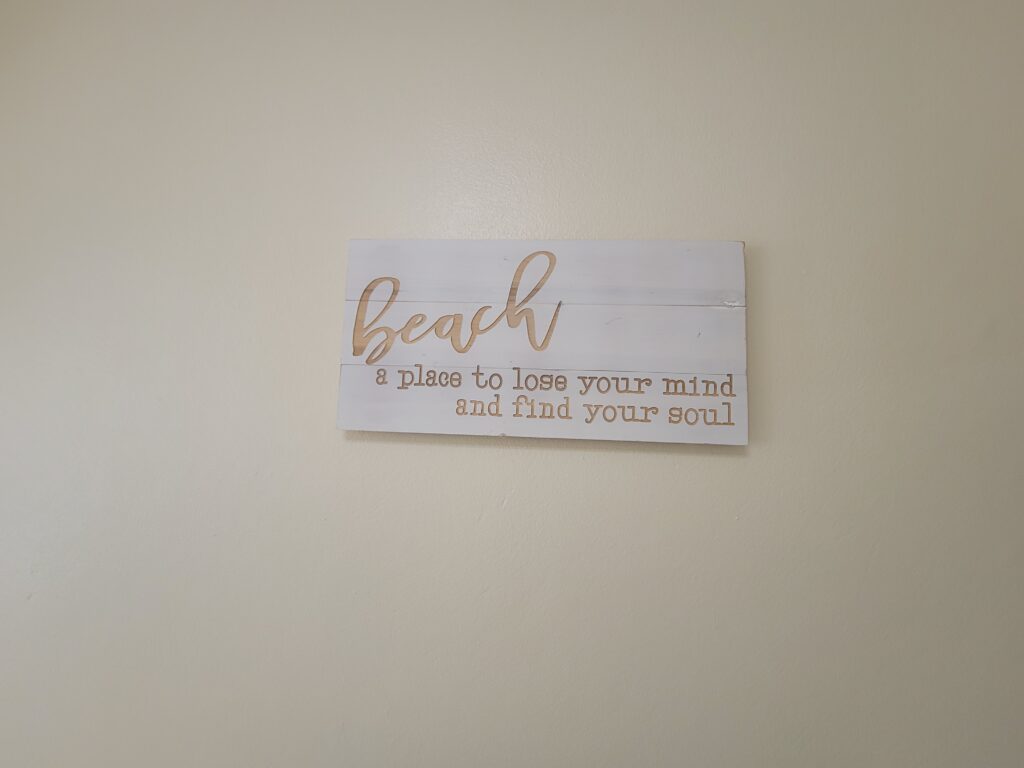 beach
a place to lose your mind
and find your soul